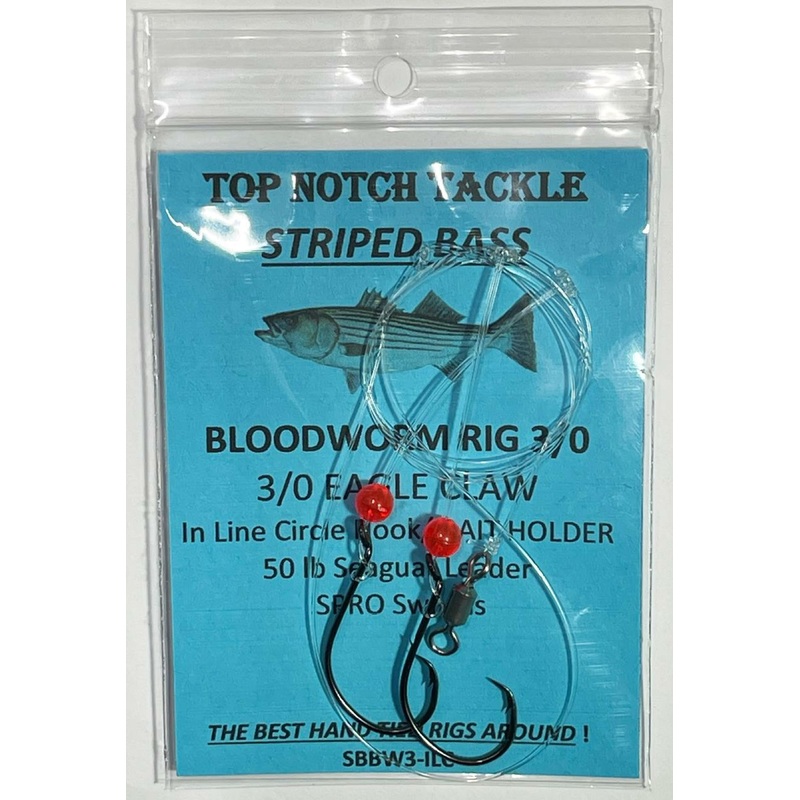 TOP NOTCH TACKLE
STRIPED BASS
BLOODWORM RIG 3/0
3/0 EAGLE CLAW
In Line Circle Hook/BAIT HOLDER
50 lb Seaguar Leader
SPRO Swivels
THE BEST HAND TIED RIGS AROUND !
SBBW3-ILC